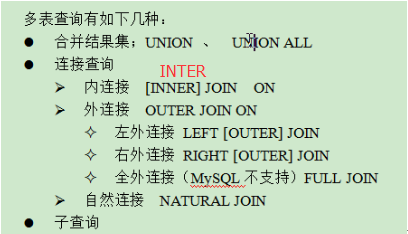 多表查询有如下几种：
● 合并结果集；UNION 、 UNION ALL
● 连接查询
INTER
➢ 内连接 [INNER] JOIN ON
➢ 外连接 OUTER JOIN ON
✧ 左外连接 LEFT [OUTER] JOIN
✧ 右外连接 RIGHT [OUTER] JOIN
✧ 全外连接（MySQL 不支持）FULL JOIN
➢ 自然连接 NATURAL JOIN
● 子查询